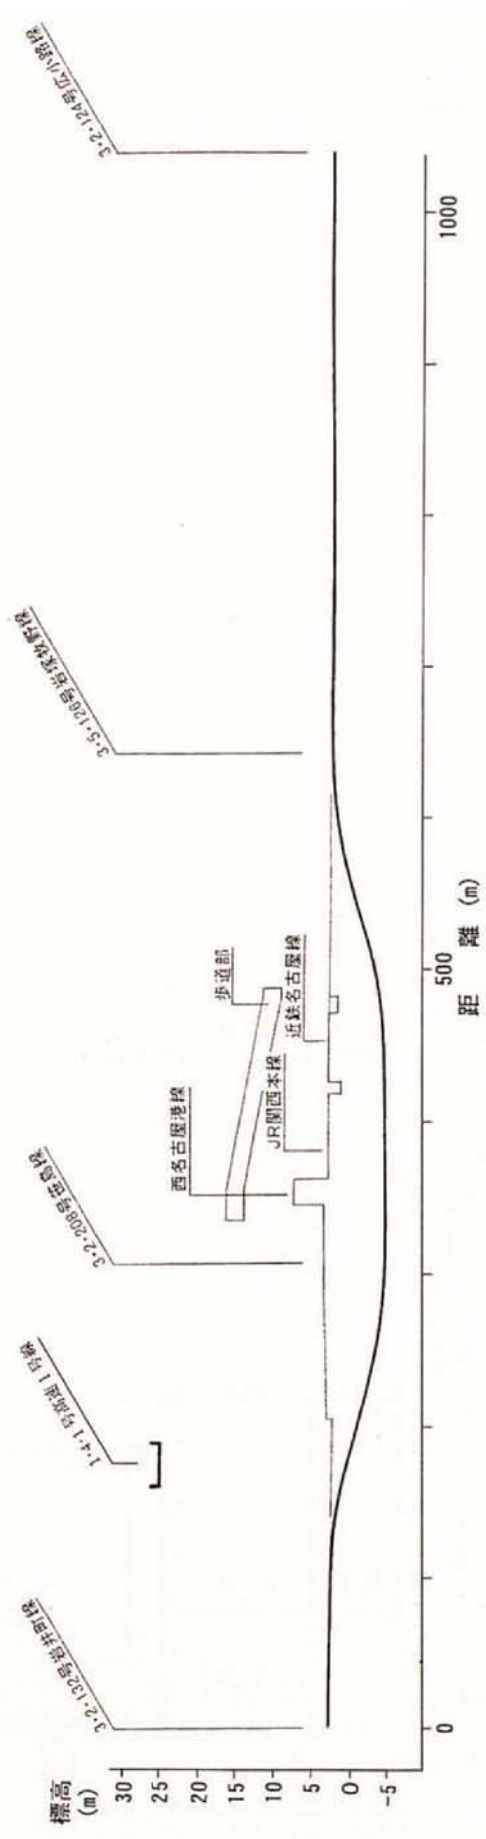 標高
(m)
30
25
20
15
10
5
0
-5
3・2・132号岩井町線
1・4・1号高速1号線
3・2・208号笹島線
西名古屋港線
JR関西本線
歩道部
近鉄名古屋線
3・5・126号岩塚牧野線
3・2・124号広小路線
0
500
1000
距離 (m)